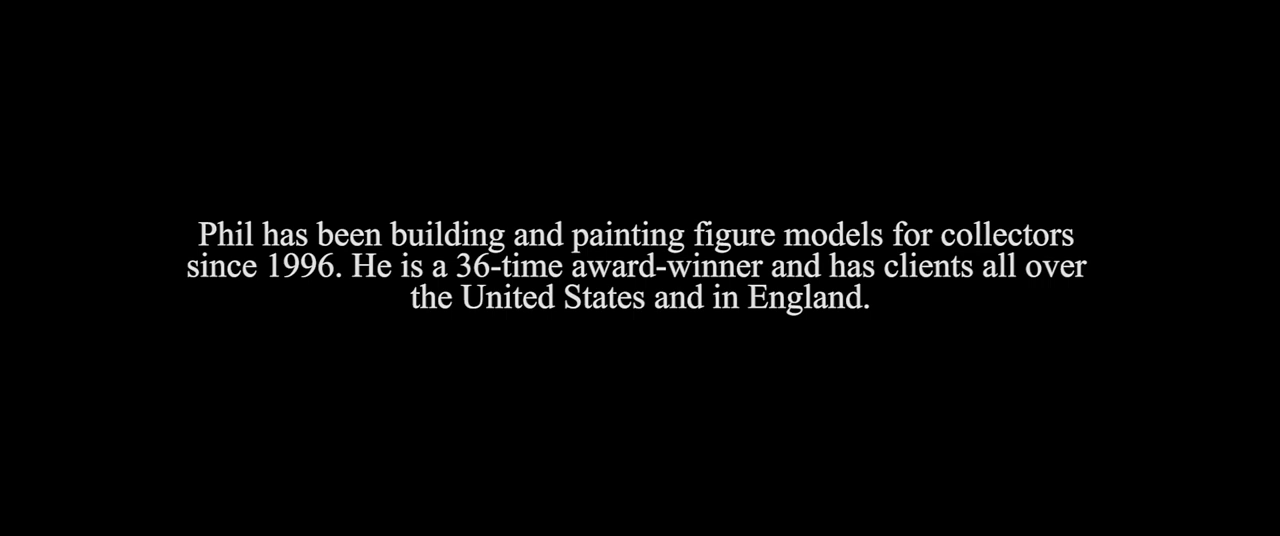 Phil has been building and painting figure models for collectors
since 1996. He is a 36-time award-winner and has clients all over
the United States and in England.